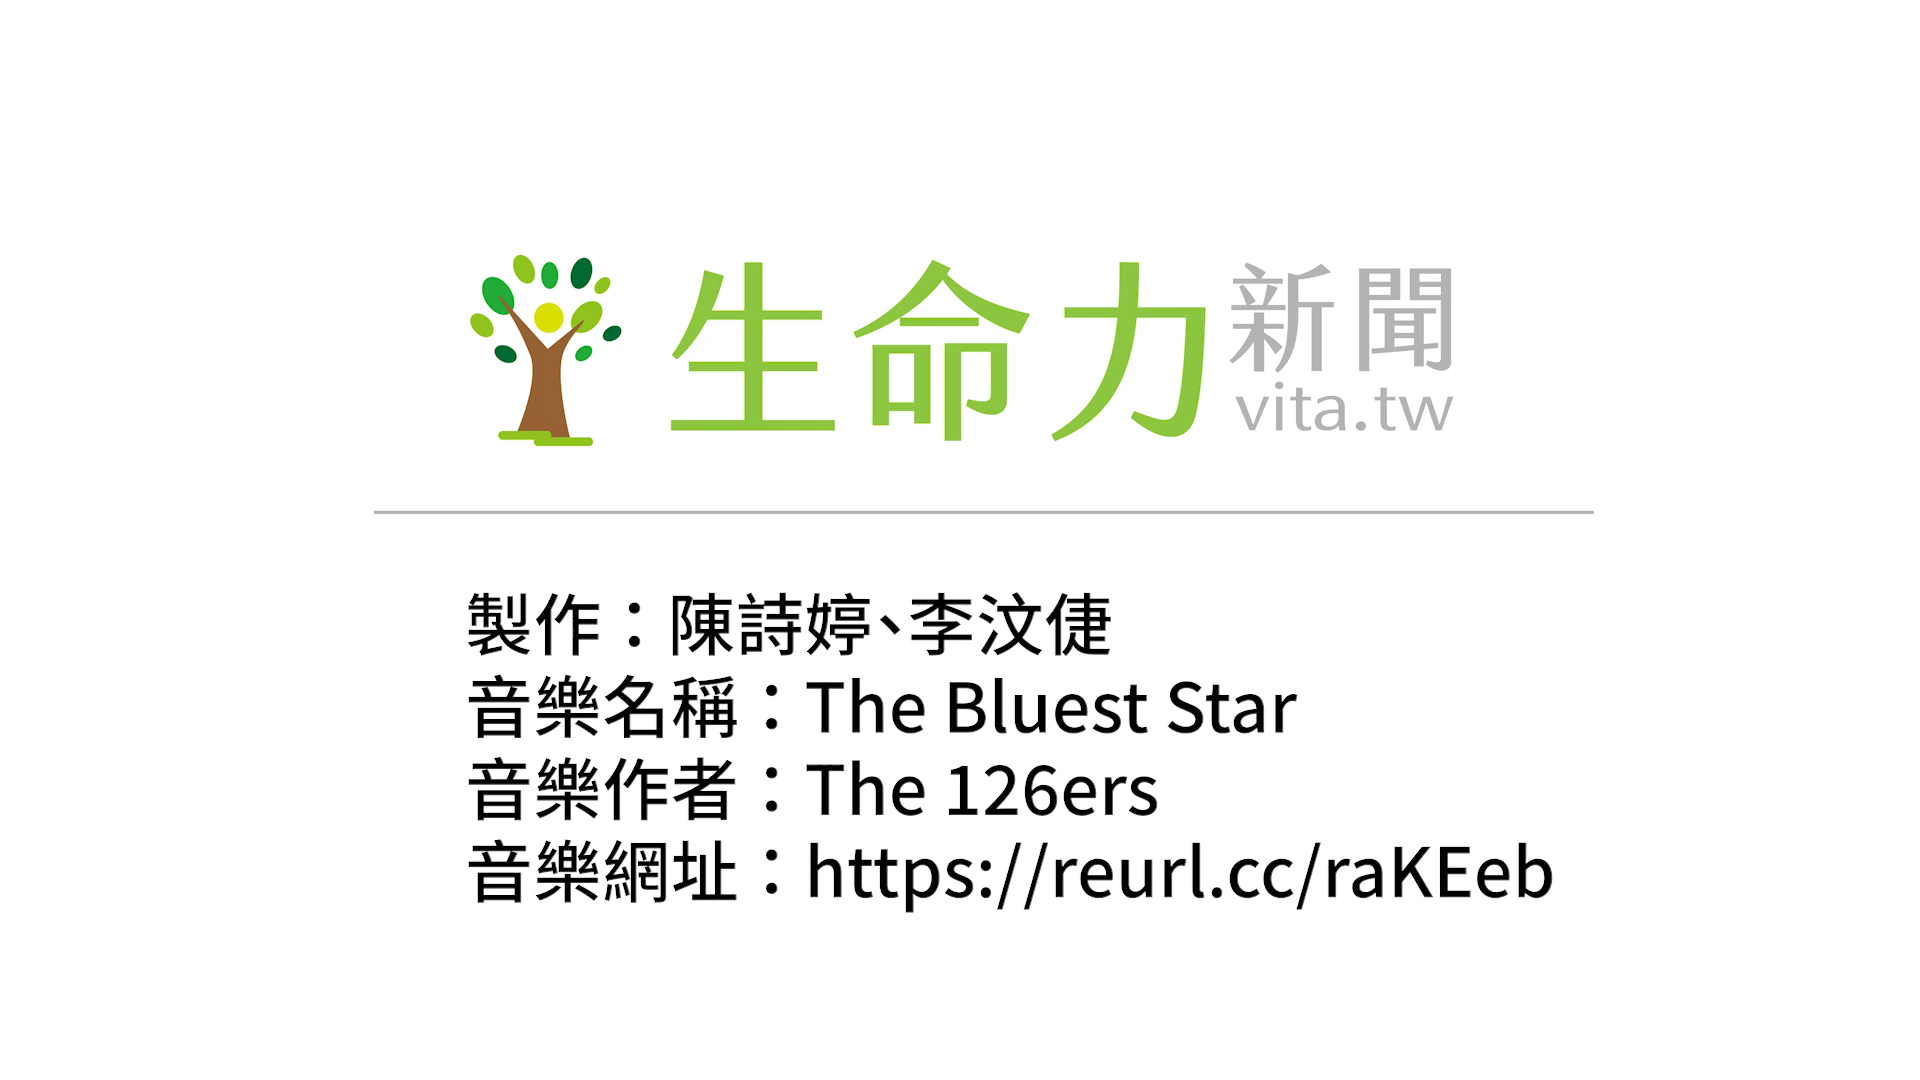 生命力新聞
vita.tw
製作：陳詩婷、李汶倢
音樂名稱：The Bluest Star
音樂作者：The 126ers
音樂網址：https://reurl.cc/raKEeb